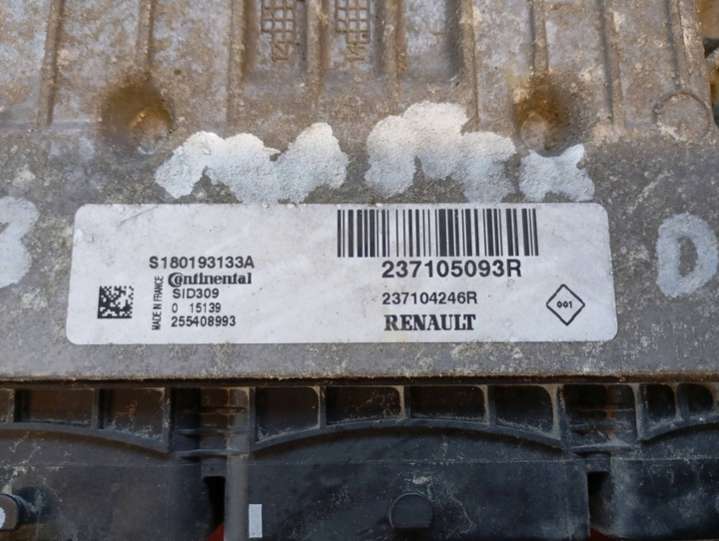 S180193133A
Continental
SID309
0 15139
255408993
MADE IN FRANCE
237105093R
237104246R
RENAULT
001